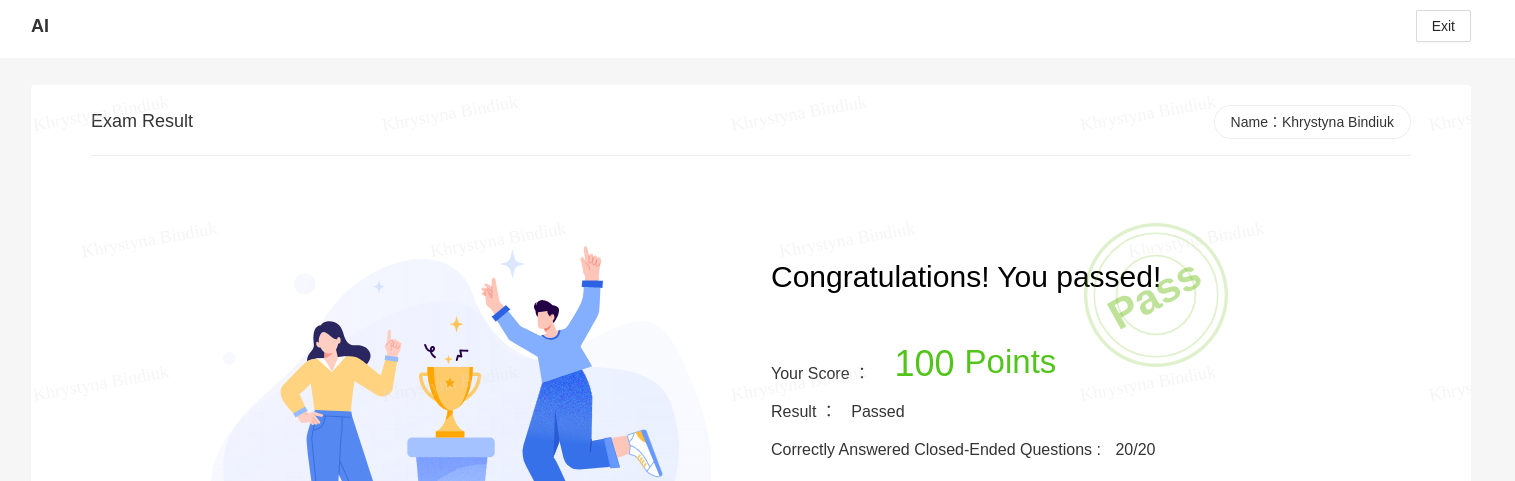 AI
Exit
Exam Result
Name：Khrystyna Bindiuk
Khrystyna Bindiuk
Khrystyna Bindiuk
Khrystyna Bindiuk
Khrystyna Bindiuk
Khrys
Khrystyna Bindiuk
Khrystyna Bindiuk
Khrystyna Bindiuk
Khrystyna Bindiuk
Congratulations! You passed!
Pass
Your Score ： 100 Points
Khrystyna Bindiuk
Khrystyna Bindiuk
Khrystyna Bindiuk
Khrys
Result ： Passed
Correctly Answered Closed-Ended Questions : 20/20